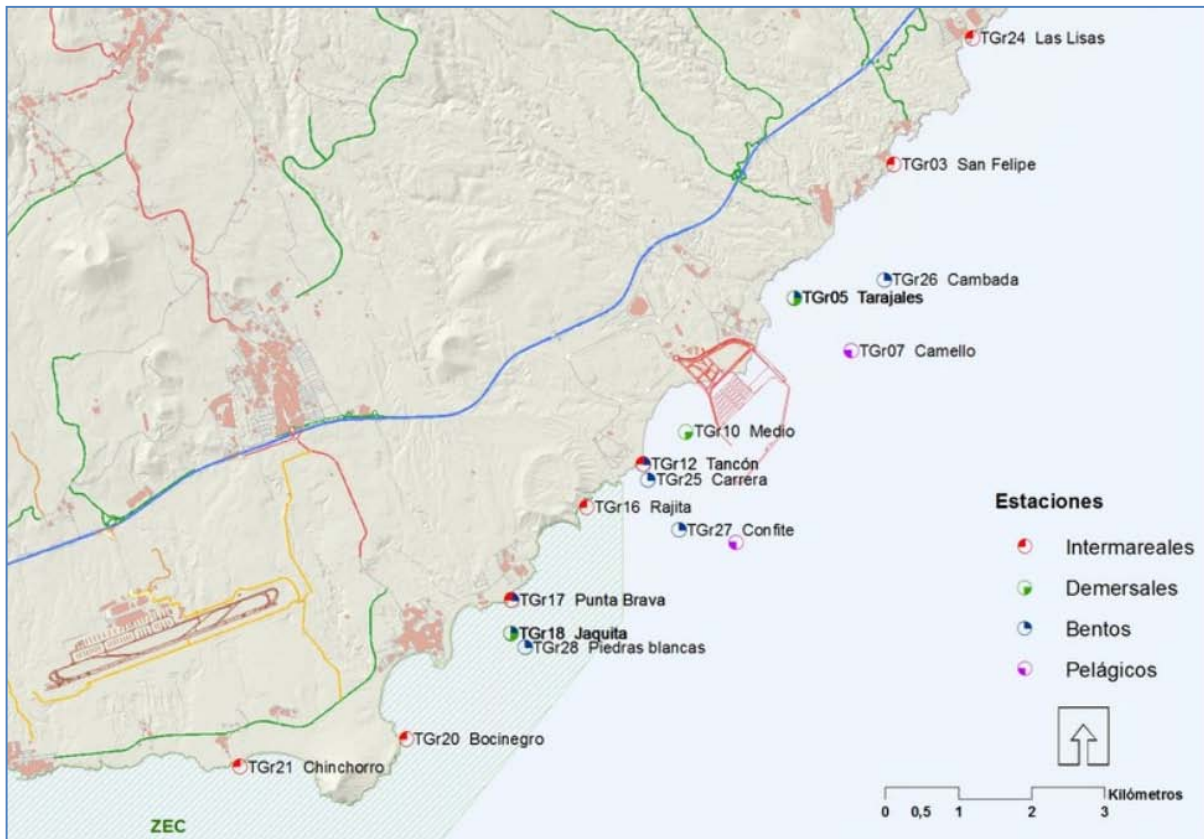 TGr24 Las Lisas
TGr03 San Felipe
TGr26 Cambada
TGr05 Tarajales
TGr07 Camello
TGr10 Medio
TGr12 Tancón
TGr25 Carrera
TGr16 Rajita
TGr27 Confite
TGr17 Punta Brava
TGr18 Jaquita
TGr28 Piedras blancas
TGr20 Bocinegro
TGr21 Chinchorro
ZEC
Estaciones
Intermareales
Demersales
Bentos
Pelágicos
Kilómetros
0 0,5 1 2 3